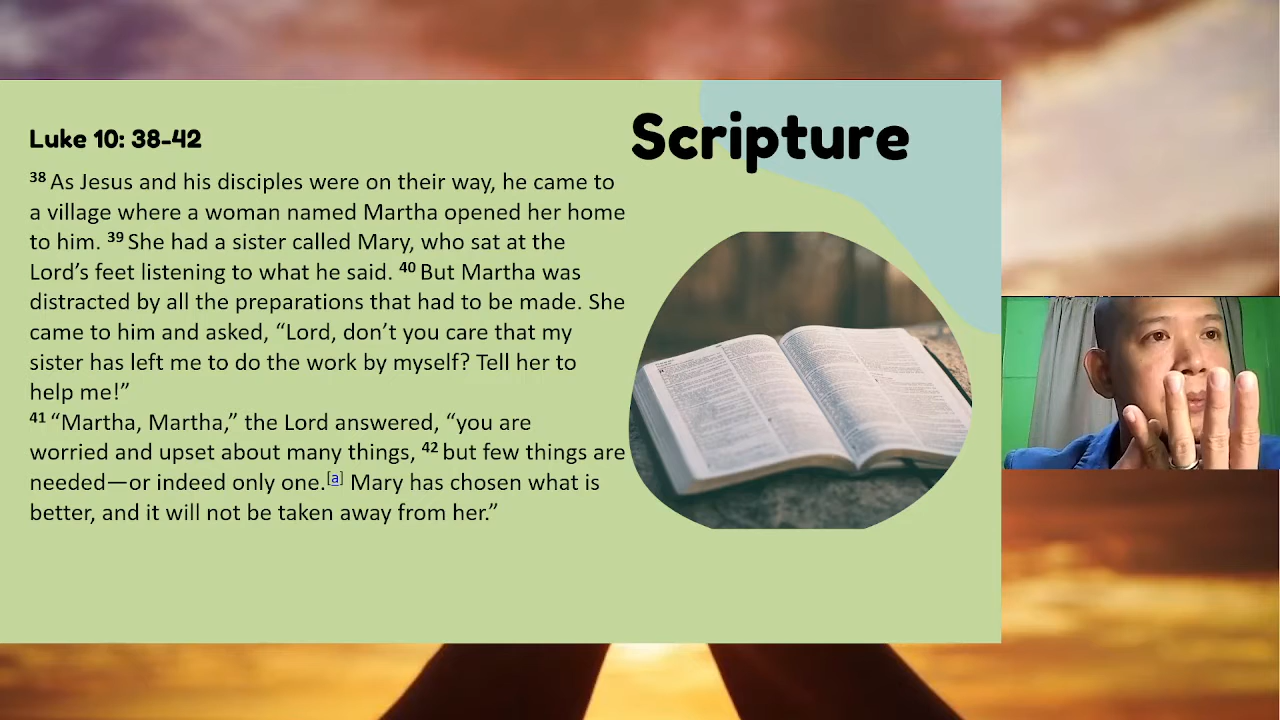 Scripture
Luke 10: 38-42
38 As Jesus and his disciples were on their way, he came to
a village where a woman named Martha opened her home
to him. 39 She had a sister called Mary, who sat at the
Lord’s feet listening to what he said. 40 But Martha was
distracted by all the preparations that had to be made. She
came to him and asked, “Lord, don’t you care that my
sister has left me to do the work by myself? Tell her to
help me!”
41 “Martha, Martha,” the Lord answered, “you are
worried and upset about many things, 42 but few things are
needed—or indeed only one.[a] Mary has chosen what is
better, and it will not be taken away from her.”